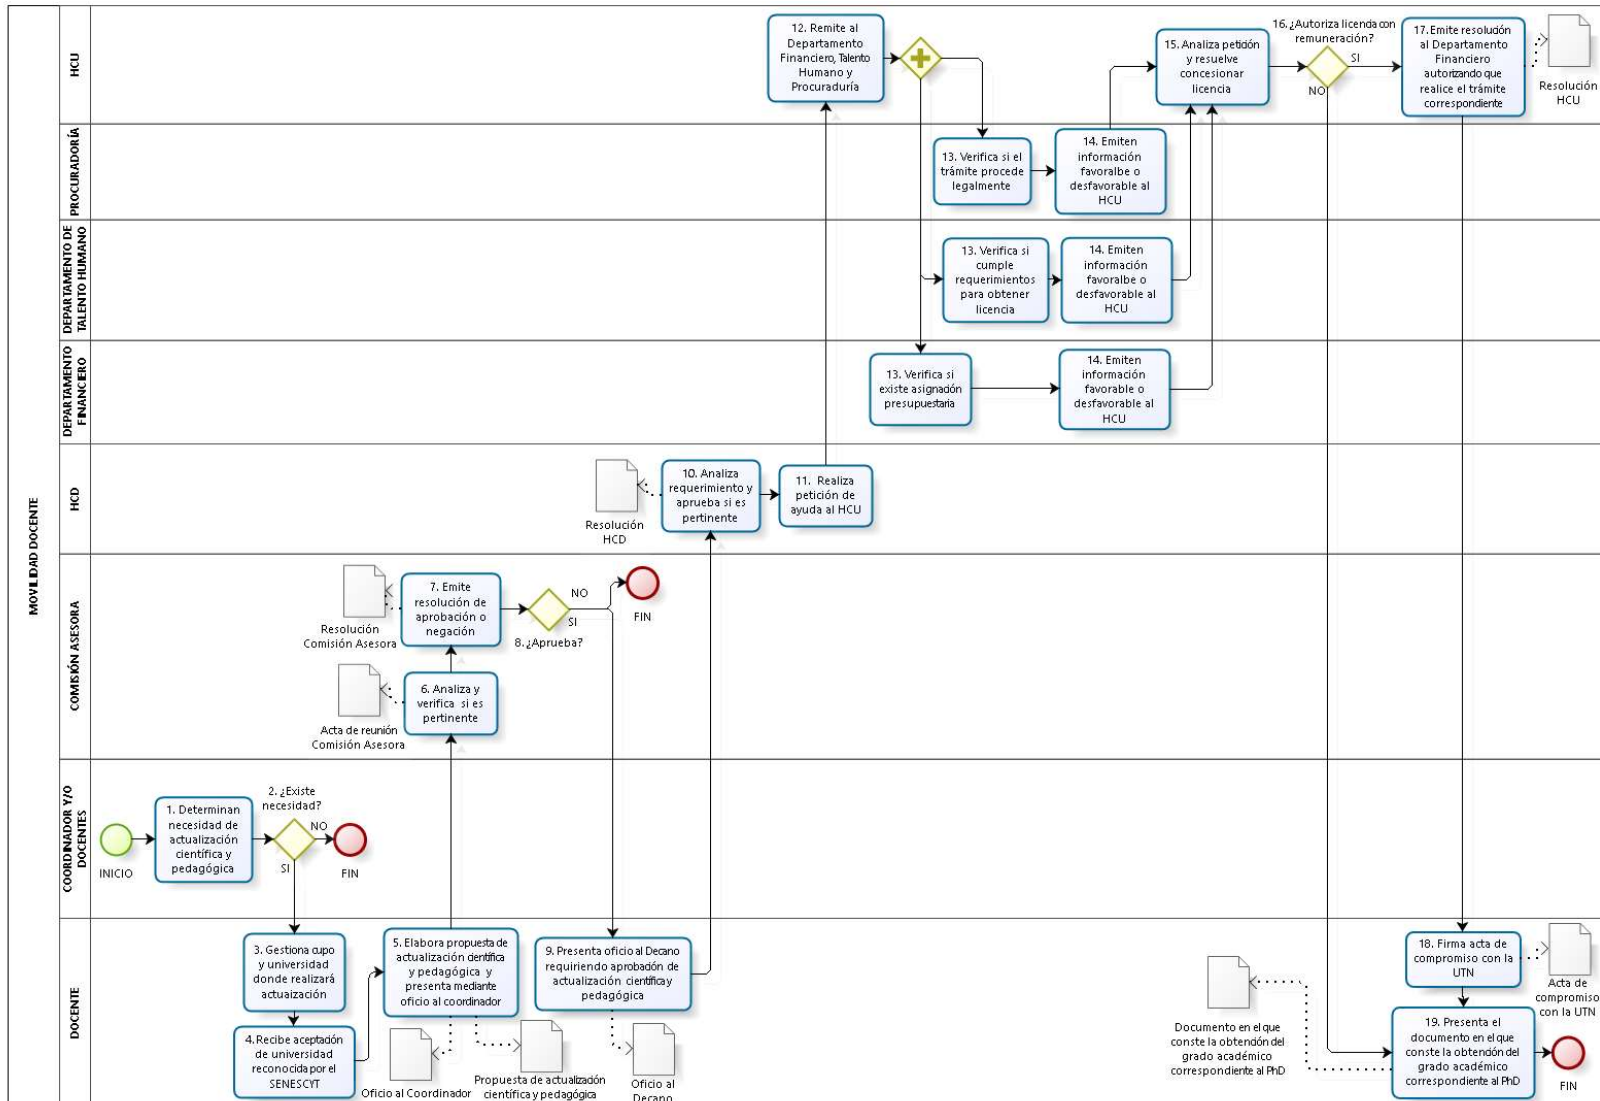 MOVILIDAD DOCENTE
HCU
12. Remite al
Departamento
Financiero, Talento
Humano y
Procuraduría
15. Analiza petición
y resuelve
concesionar
licencia
16. ¿Autoriza licencia con
remuneración?
SI
NO
17. Emite resolución
al Departamento
Financiero
autorizando que
realice el trámite
correspondiente
Resolución
HCU
PROCURADORÍA
13. Verifica si el
trámite procede
legalmente
14. Emiten
información
favoralbe o
desfavorable al
HCU
DEPARTAMENTO DE
TALENTO HUMANO
13. Verifica si
cumple
requerimientos
para obtener
licencia
14. Emiten
información
favoralbe o
desfavorable al
HCU
DEPARTAMENTO
FINANCIERO
13. Verifica si
existe asignación
presupuestaria
14. Emiten
información
favorable o
desfavorable al
HCU
HCD
Resolución
HCD
10. Analiza
requerimiento y
aprueba si es
pertinente
11. Realiza
petición de
ayuda al HCU
COMISIÓN ASESORA
Resolución
Comisión Asesora
7. Emite
resolución de
aprobación o
negación
8. ¿Aprueba?
NO
SI
FIN
Acta de reunión
Comisión Asesora
6. Analiza y
verifica si es
pertinente
COORDINADOR Y/O
DOCENTES
INICIO
1. Determinan
necesidad de
actualización
científica y
pedagógica
2. ¿Existe
necesidad?
NO
SI
FIN
DOCENTE
3. Gestiona cupo
y universidad
donde realizará
actuaización
4. Recibe aceptación
de universidad
reconocida por el
SENESCYT
5. Elabora propuesta de
actualización científica
y pedagógica y
presenta mediante
oficio al coordinador
Oficio al Coordinador
Propuesta de actualización
científica y pedagógica
9. Presenta oficio al Decano
requiriendo aprobación de
actualización científica y
pedagógica
Oficio al
Decano
Documento en el que
conste la obtención del
grado académico
correspondiente al PhD
18. Firma acta de
compromiso con la
UTN
Acta de
compromiso
con la UTN
19. Presenta el
documento en el que
conste la obtención del
grado académico
correspondiente al PhD
FIN